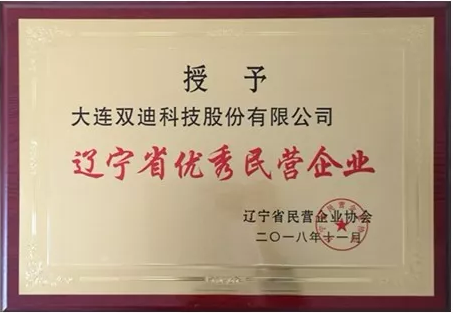 授 予
大连双迪科技股份有限公司
辽宁省优秀民营企业
辽宁省民营企业协会
二〇一八年十一月